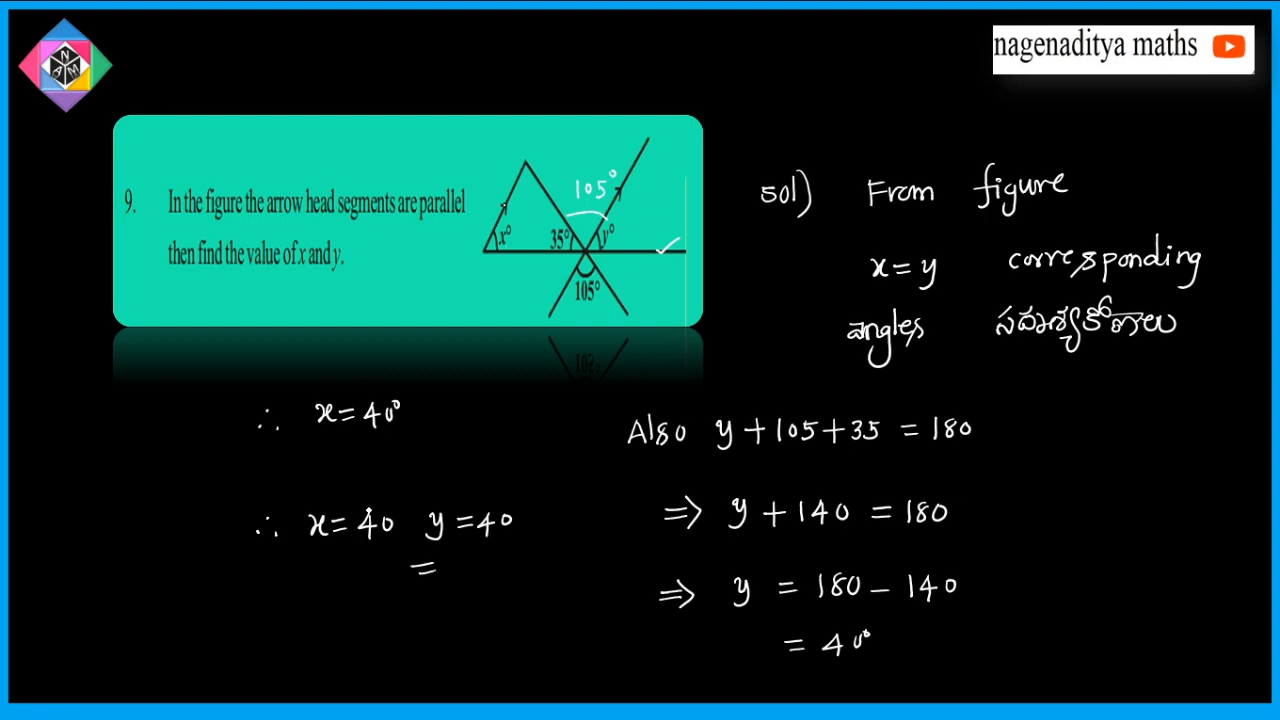 N
A M
nagenaditya maths
9. In the figure the arrow head segments are parallel
then find the value of x and y.
105°
x° 35° y°
105°
Sol) From figure
x = y corresponding
angles సదృశ్యకోణాలు
∴ x = 40°
Also y + 105 + 35 = 180
∴ x = 40 y = 40
⇒ y + 140 = 180
⇒ y = 180 - 140
= 40°